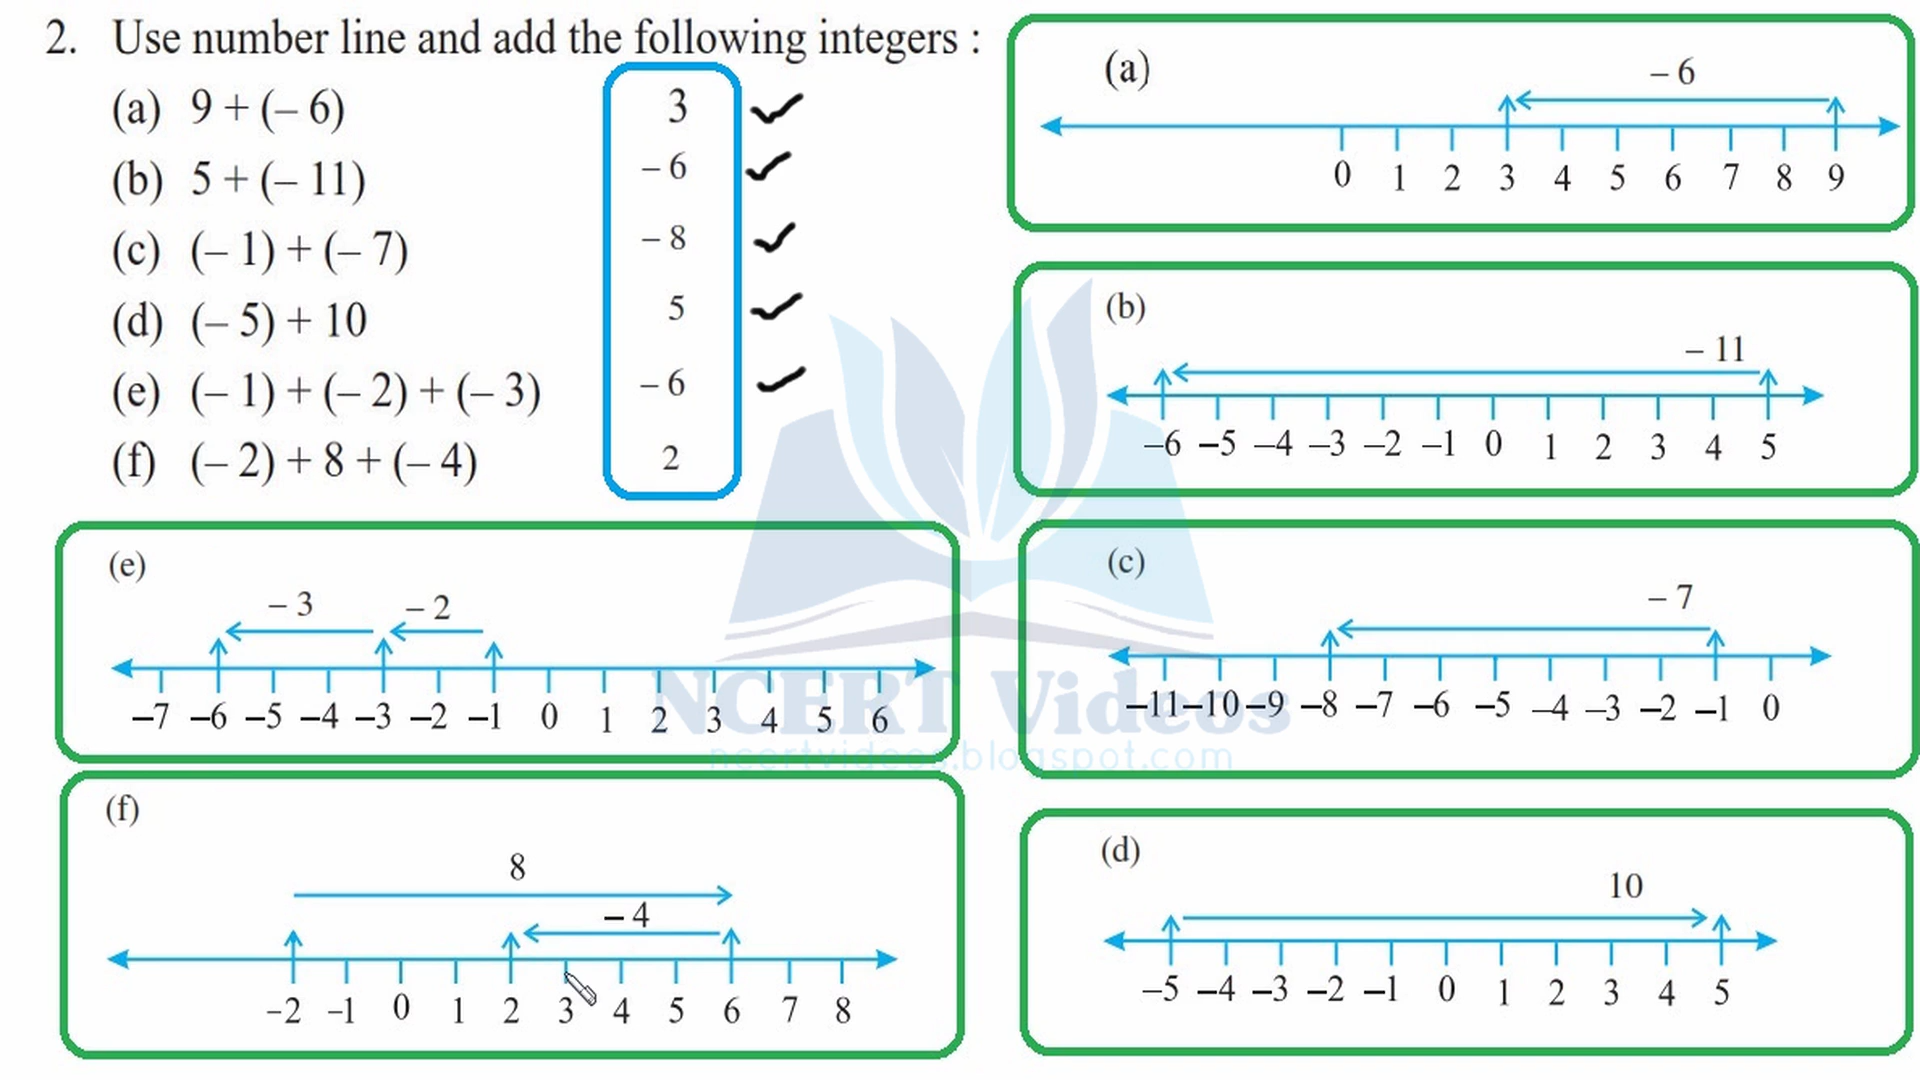 2. Use number line and add the following integers :
(a) 9 + (– 6) 3
(b) 5 + (– 11) – 6
(c) (– 1) + (– 7) – 8
(d) (– 5) + 10 5
(e) (– 1) + (– 2) + (– 3) – 6
(f) (– 2) + 8 + (– 4) 2
(a)
– 6
0 1 2 3 4 5 6 7 8 9
(b)
– 11
–6 –5 –4 –3 –2 –1 0 1 2 3 4 5
(c)
– 7
–11 –10 –9 –8 –7 –6 –5 –4 –3 –2 –1 0
(d)
10
–5 –4 –3 –2 –1 0 1 2 3 4 5
(e)
– 3 – 2
–7 –6 –5 –4 –3 –2 –1 0 1 2 3 4 5 6
(f)
8
– 4
–2 –1 0 1 2 3 4 5 6 7 8
NCERT Videos
ncertvideos.blogspot.com